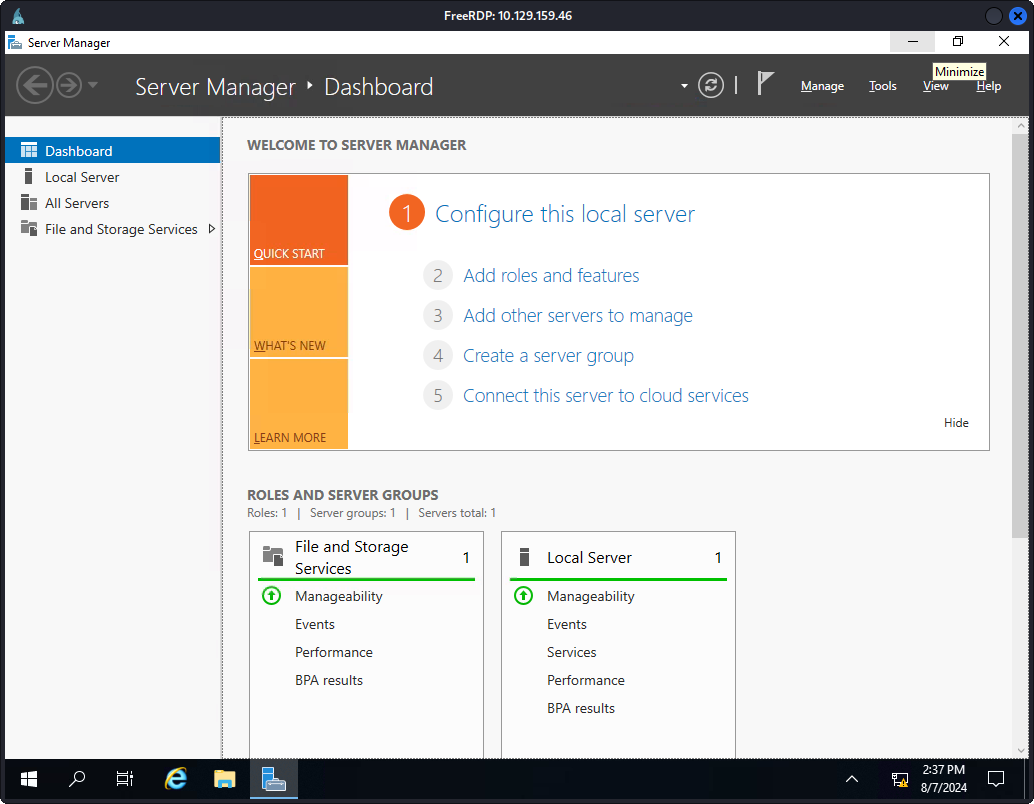 FreeRDP: 10.129.159.46
Server Manager
Server Manager ‣ Dashboard
Manage Tools View Help
Minimize
Dashboard
Local Server
All Servers
File and Storage Services
WELCOME TO SERVER MANAGER
QUICK START
WHAT'S NEW
LEARN MORE
1 Configure this local server
2 Add roles and features
3 Add other servers to manage
4 Create a server group
5 Connect this server to cloud services
Hide
ROLES AND SERVER GROUPS
Roles: 1 | Server groups: 1 | Servers total: 1
File and Storage
Services 1
Manageability
Events
Performance
BPA results
Local Server 1
Manageability
Events
Services
Performance
BPA results
2:37 PM
8/7/2024